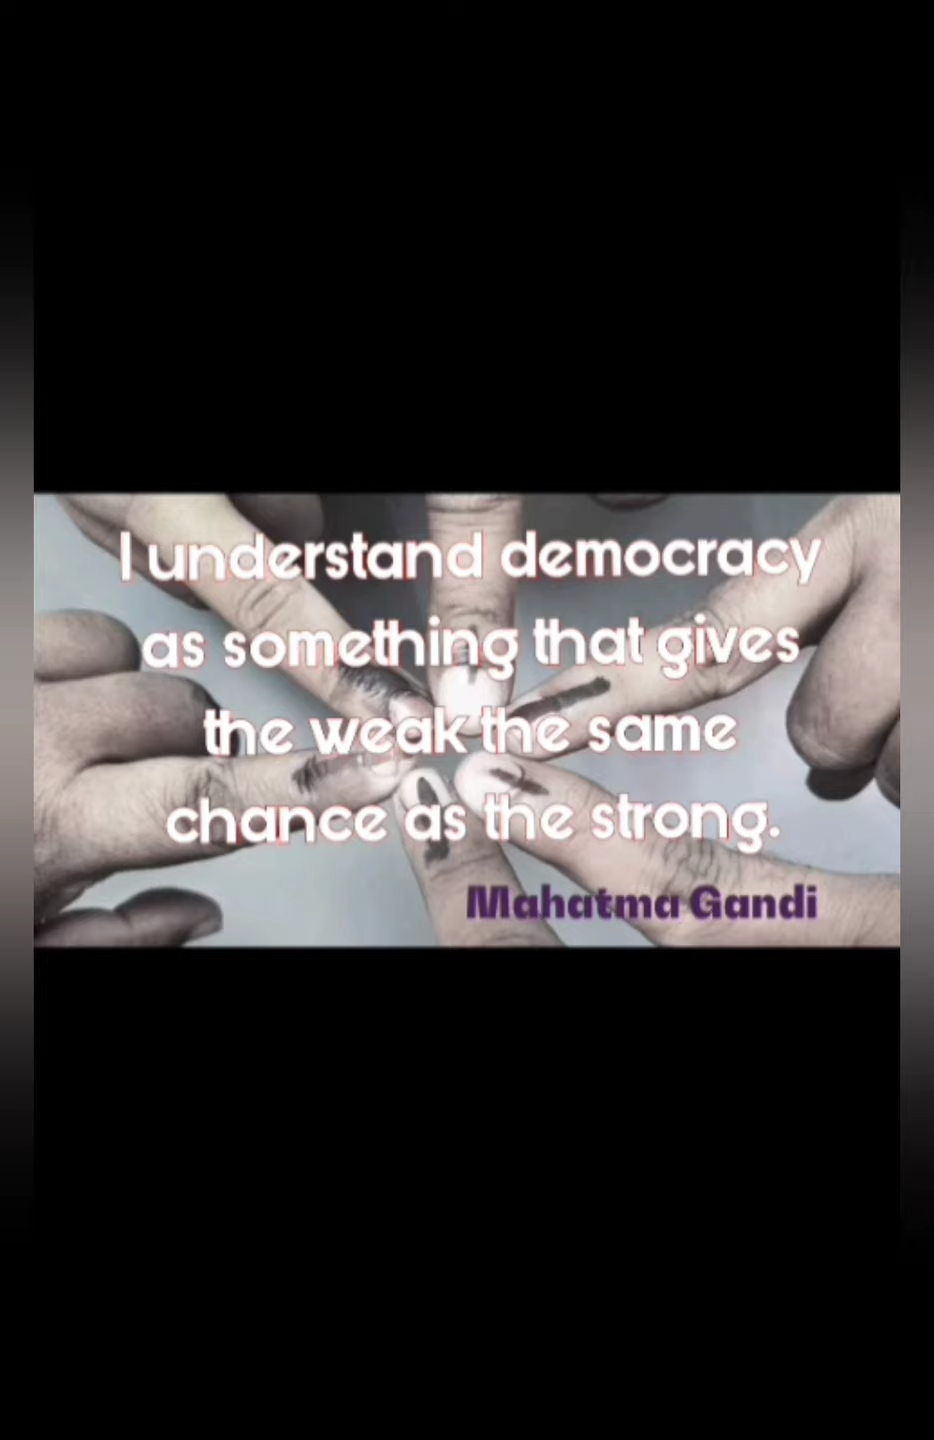 I understand democracy
as something that gives
the weak the same
chance as the strong.
Mahatma Gandi